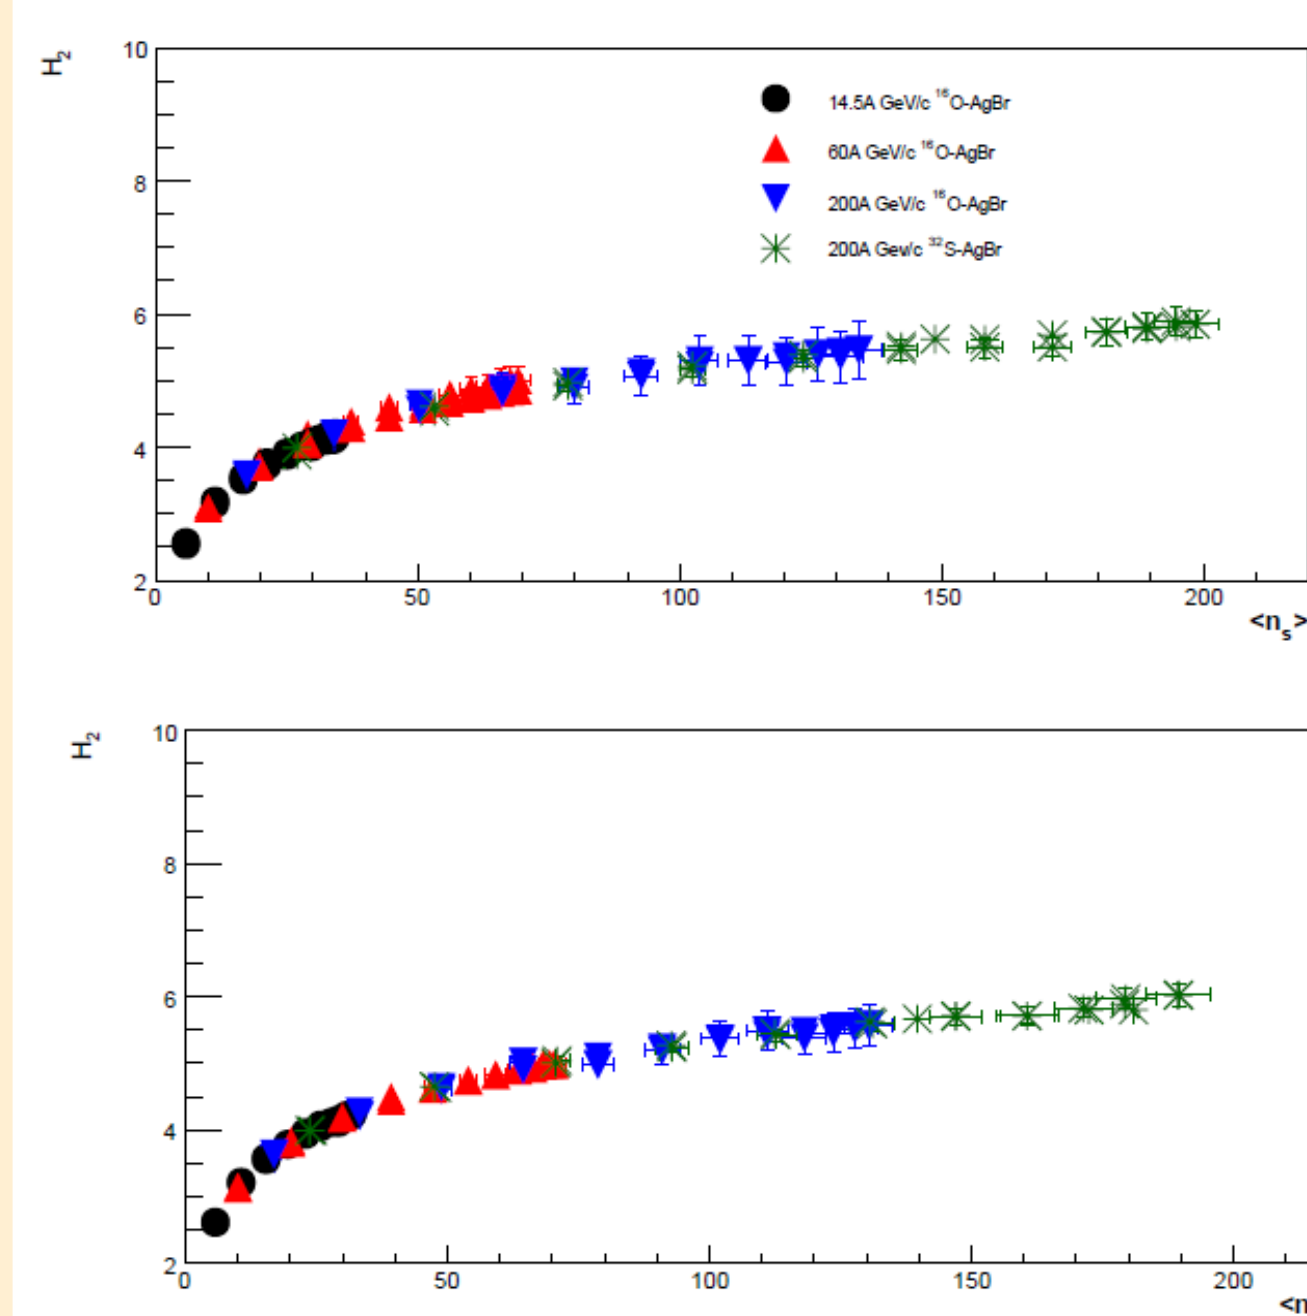 H₂
10
14.5A GeV/c ¹⁶O-AgBr
60A GeV/c ¹⁶O-AgBr
8
200A GeV/c ¹⁶O-AgBr
200A Gev/c ³²S-AgBr
6
4
2
0 50 100 150 200
<nₛ>
H₂
10
8
6
4
2
0 50 100 150 200
<n